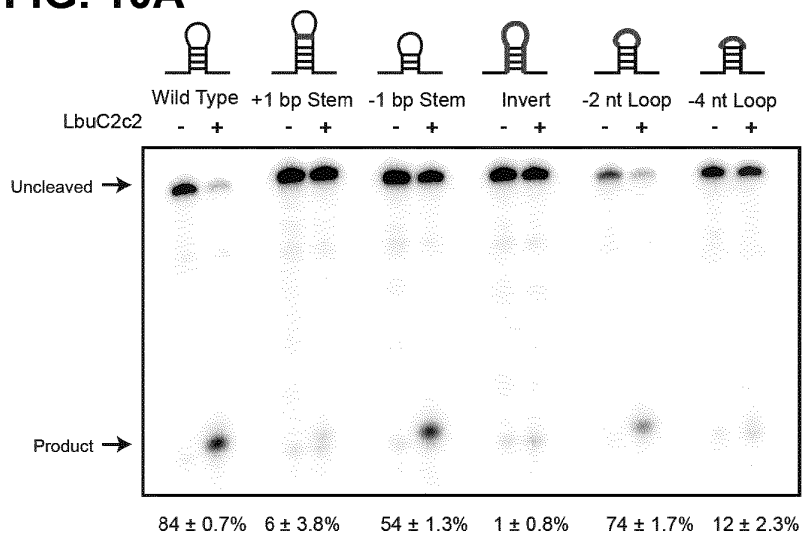 FIG. 10A
Wild Type +1 bp Stem -1 bp Stem Invert -2 nt Loop -4 nt Loop
LbuC2c2 - + - + - + - + - + - +
Uncleaved
Product
84 ± 0.7% 6 ± 3.8% 54 ± 1.3% 1 ± 0.8% 74 ± 1.7% 12 ± 2.3%